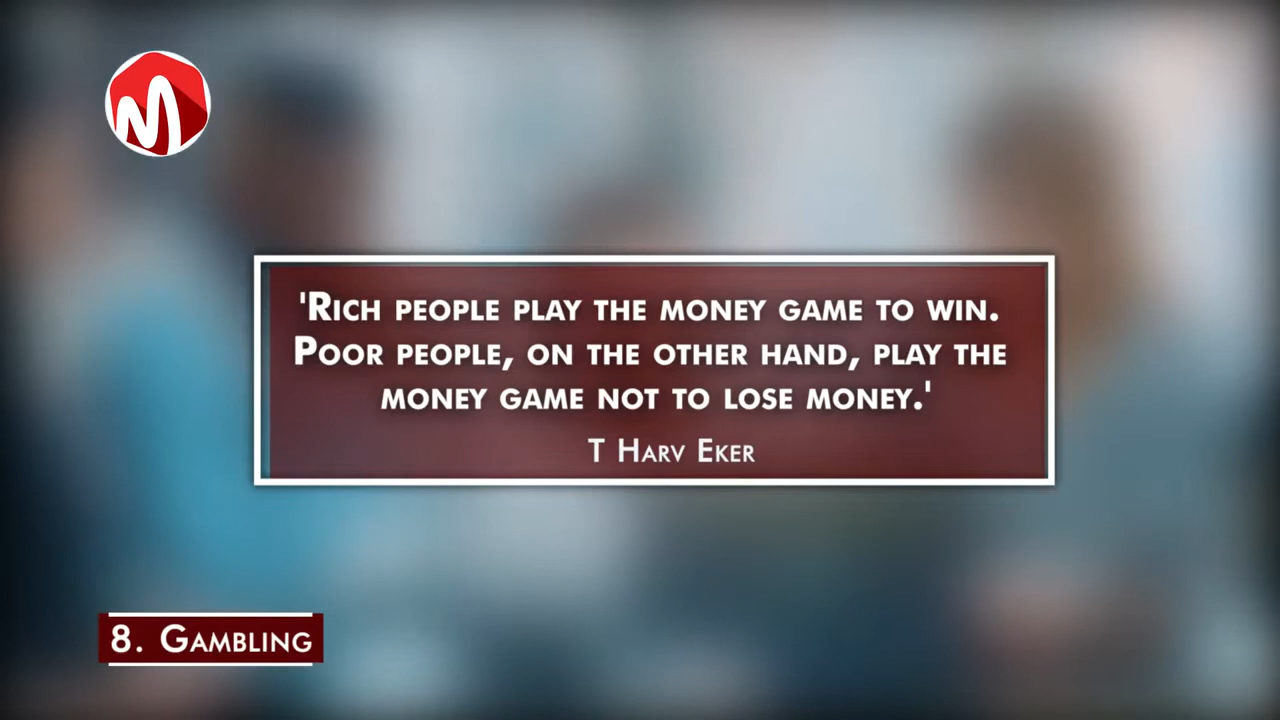 'Rich people play the money game to win.
Poor people, on the other hand, play the
money game not to lose money.'
T Harv Eker
8. Gambling